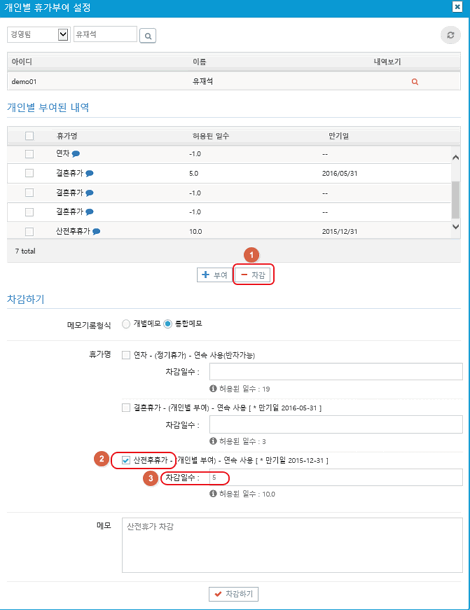 개인별 휴가부여 설정
경영팀 유재석
아이디 이름 내역보기
demo01 유재석
개인별 부여된 내역
휴가명 허용된 일수 만기일
연차 -1.0 --
결혼휴가 5.0 2016/05/31
결혼휴가 -1.0 --
결혼휴가 -1.0 --
산전후휴가 10.0 2015/12/31
7 total
1
부여 차감
차감하기
메모기록형식 개별메모 통합메모
휴가명 연차 - (정기휴가) - 연속 사용(반차가능)
차감일수 :
허용된 일수 : 19
결혼휴가 - (개인별 부여) - 연속 사용 [ * 만기일 2016-05-31 ]
차감일수 :
허용된 일수 : 3
2 산전후휴가 - (개인별 부여) - 연속 사용 [ * 만기일 2015-12-31 ]
3 차감일수 : 5
허용된 일수 : 10.0
메모 산전휴가 차감
차감하기